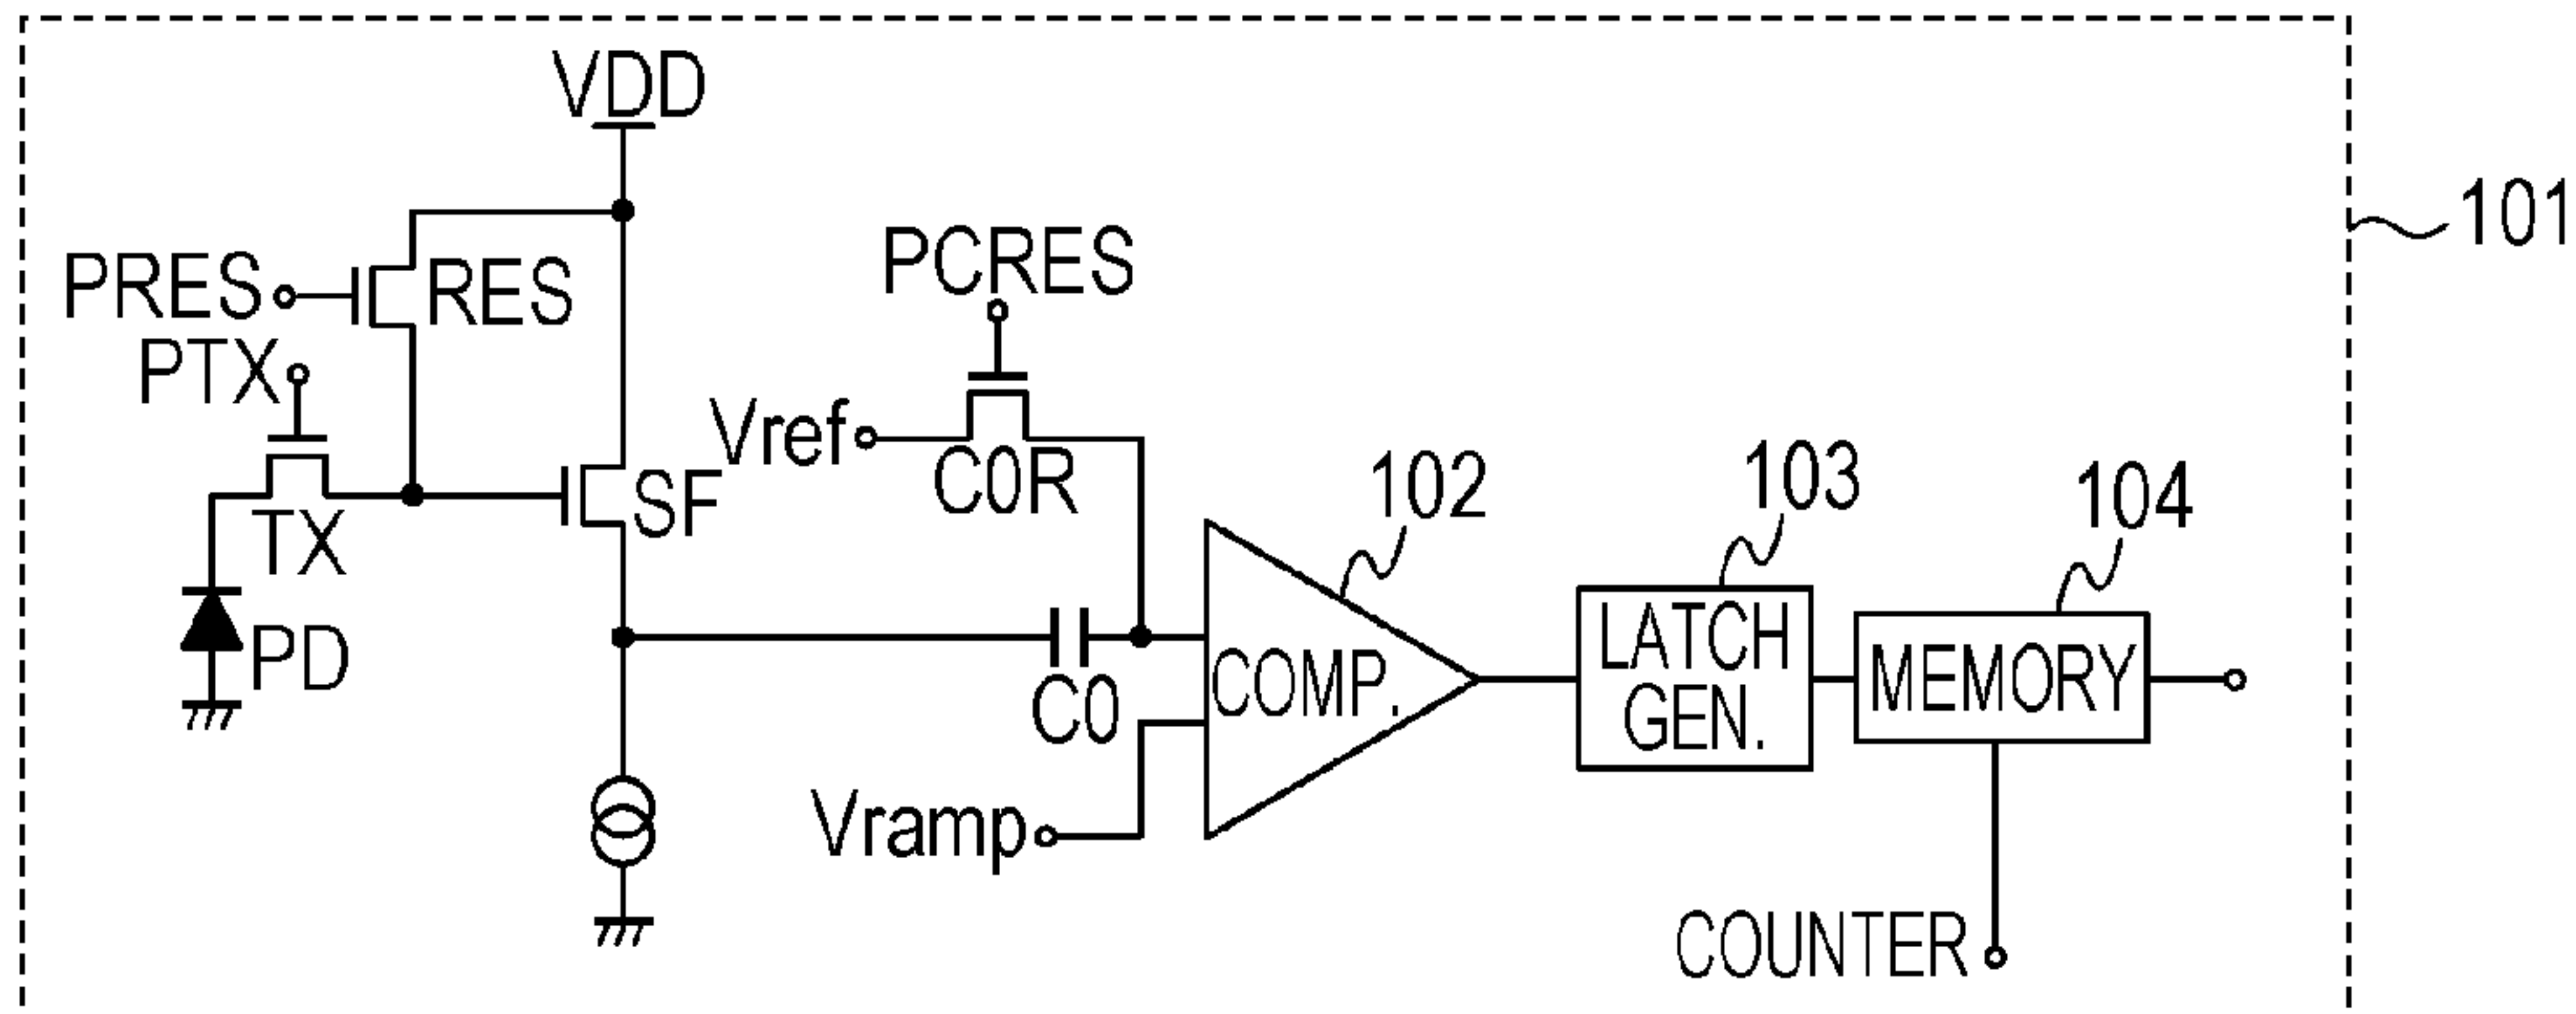 VDD
101
PCRES
PRES
RES
PTX
Vref
C0R
SF
102
103
104
TX
PD
LATCH
GEN.
MEMORY
COMP.
C0
Vramp
COUNTER